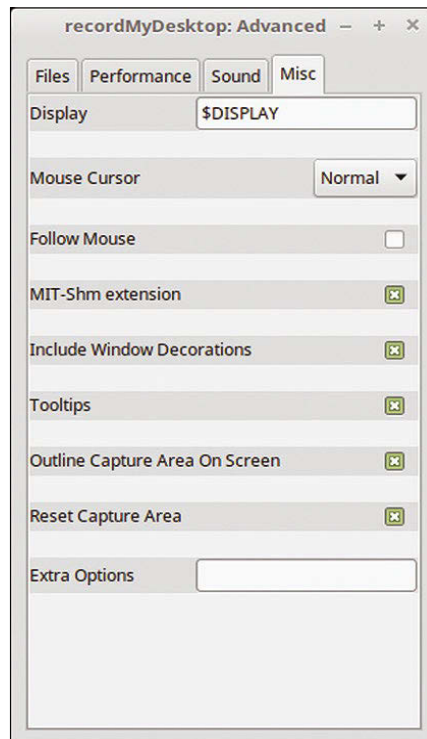 recordMyDesktop: Advanced
Files Performance Sound Misc
Display $DISPLAY
Mouse Cursor Normal
Follow Mouse
MIT-Shm extension
Include Window Decorations
Tooltips
Outline Capture Area On Screen
Reset Capture Area
Extra Options